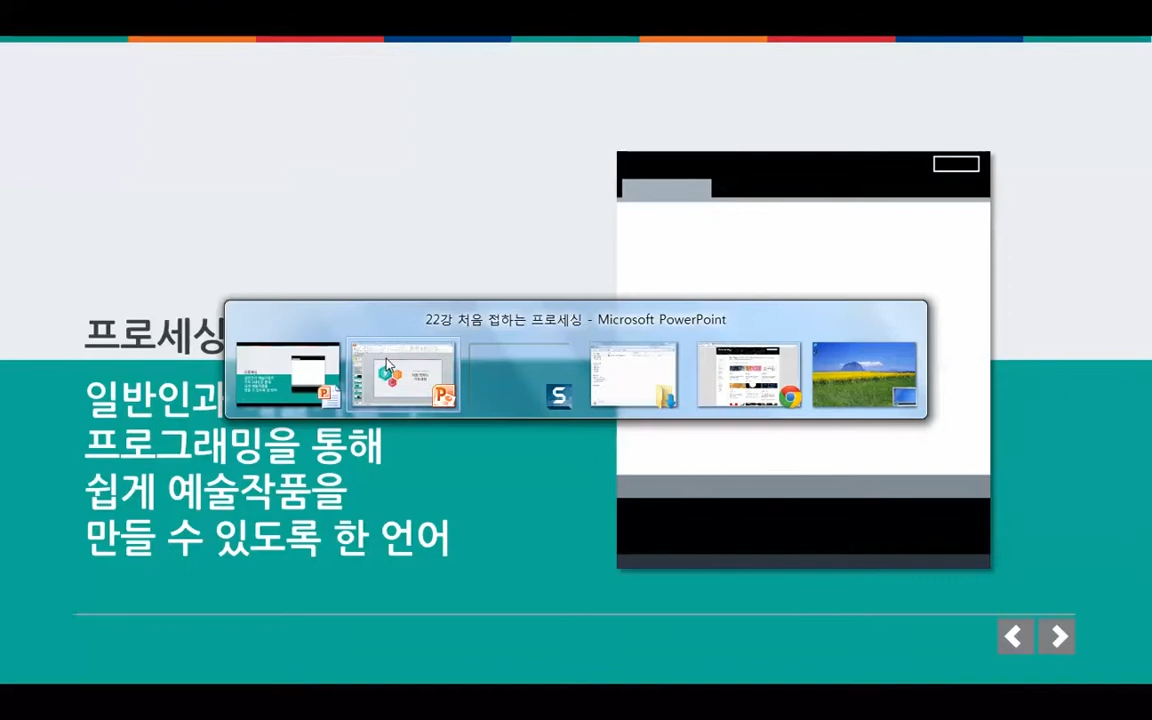 22강 처음 접하는 프로세싱 - Microsoft PowerPoint
프로세싱
일반인과
프로그래밍을 통해
쉽게 예술작품을
만들 수 있도록 한 언어